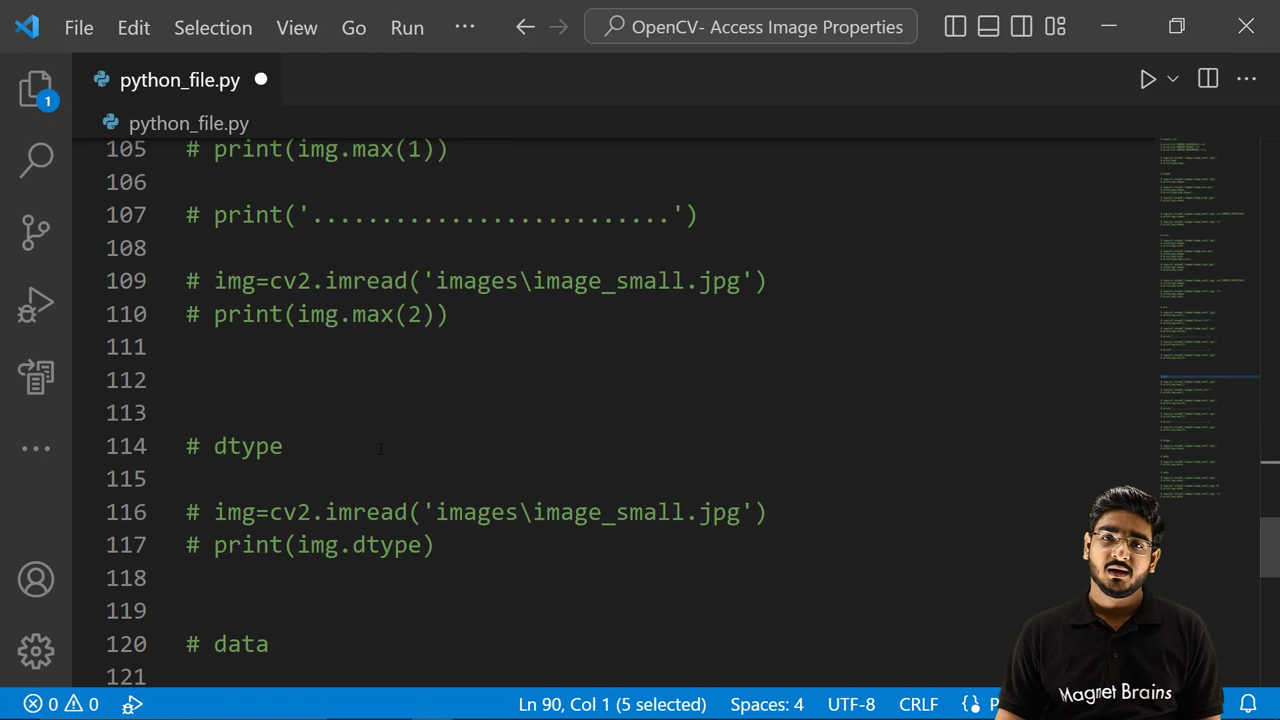 File Edit Selection View Go Run ··· OpenCV- Access Image Properties
python_file.py
1
python_file.py
105 # print(img.max(1))
106
107 # print('..........................')
108
109 # img=cv2.imread('images\image_small.jpg')
110 # print(img.max(2))
111
112
113
114 # dtype
115
116 # img=cv2.imread('images\image_small.jpg')
117 # print(img.dtype)
118
119
120 # data
121
Magnet Brains
0 0 Ln 90, Col 1 (5 selected) Spaces: 4 UTF-8 CRLF